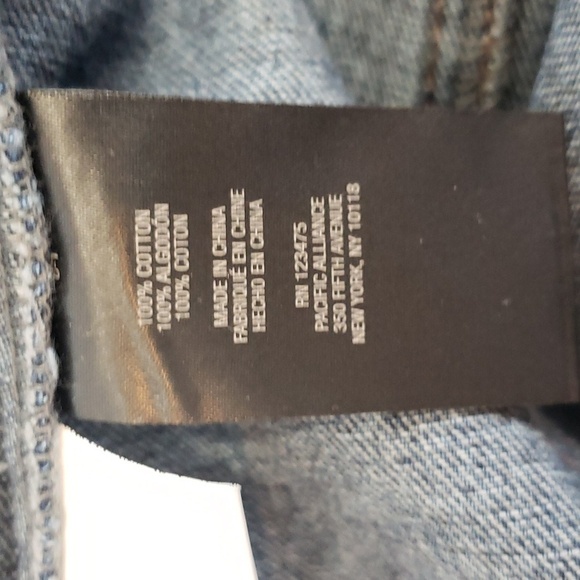 100% COTTON
100% ALGODON
100% COTON
MADE IN CHINA
FABRIQUÉ EN CHINE
HECHO EN CHINA
RN 123475
PACIFIC ALLIANCE
350 FIFTH AVENUE
NEW YORK, NY 10118